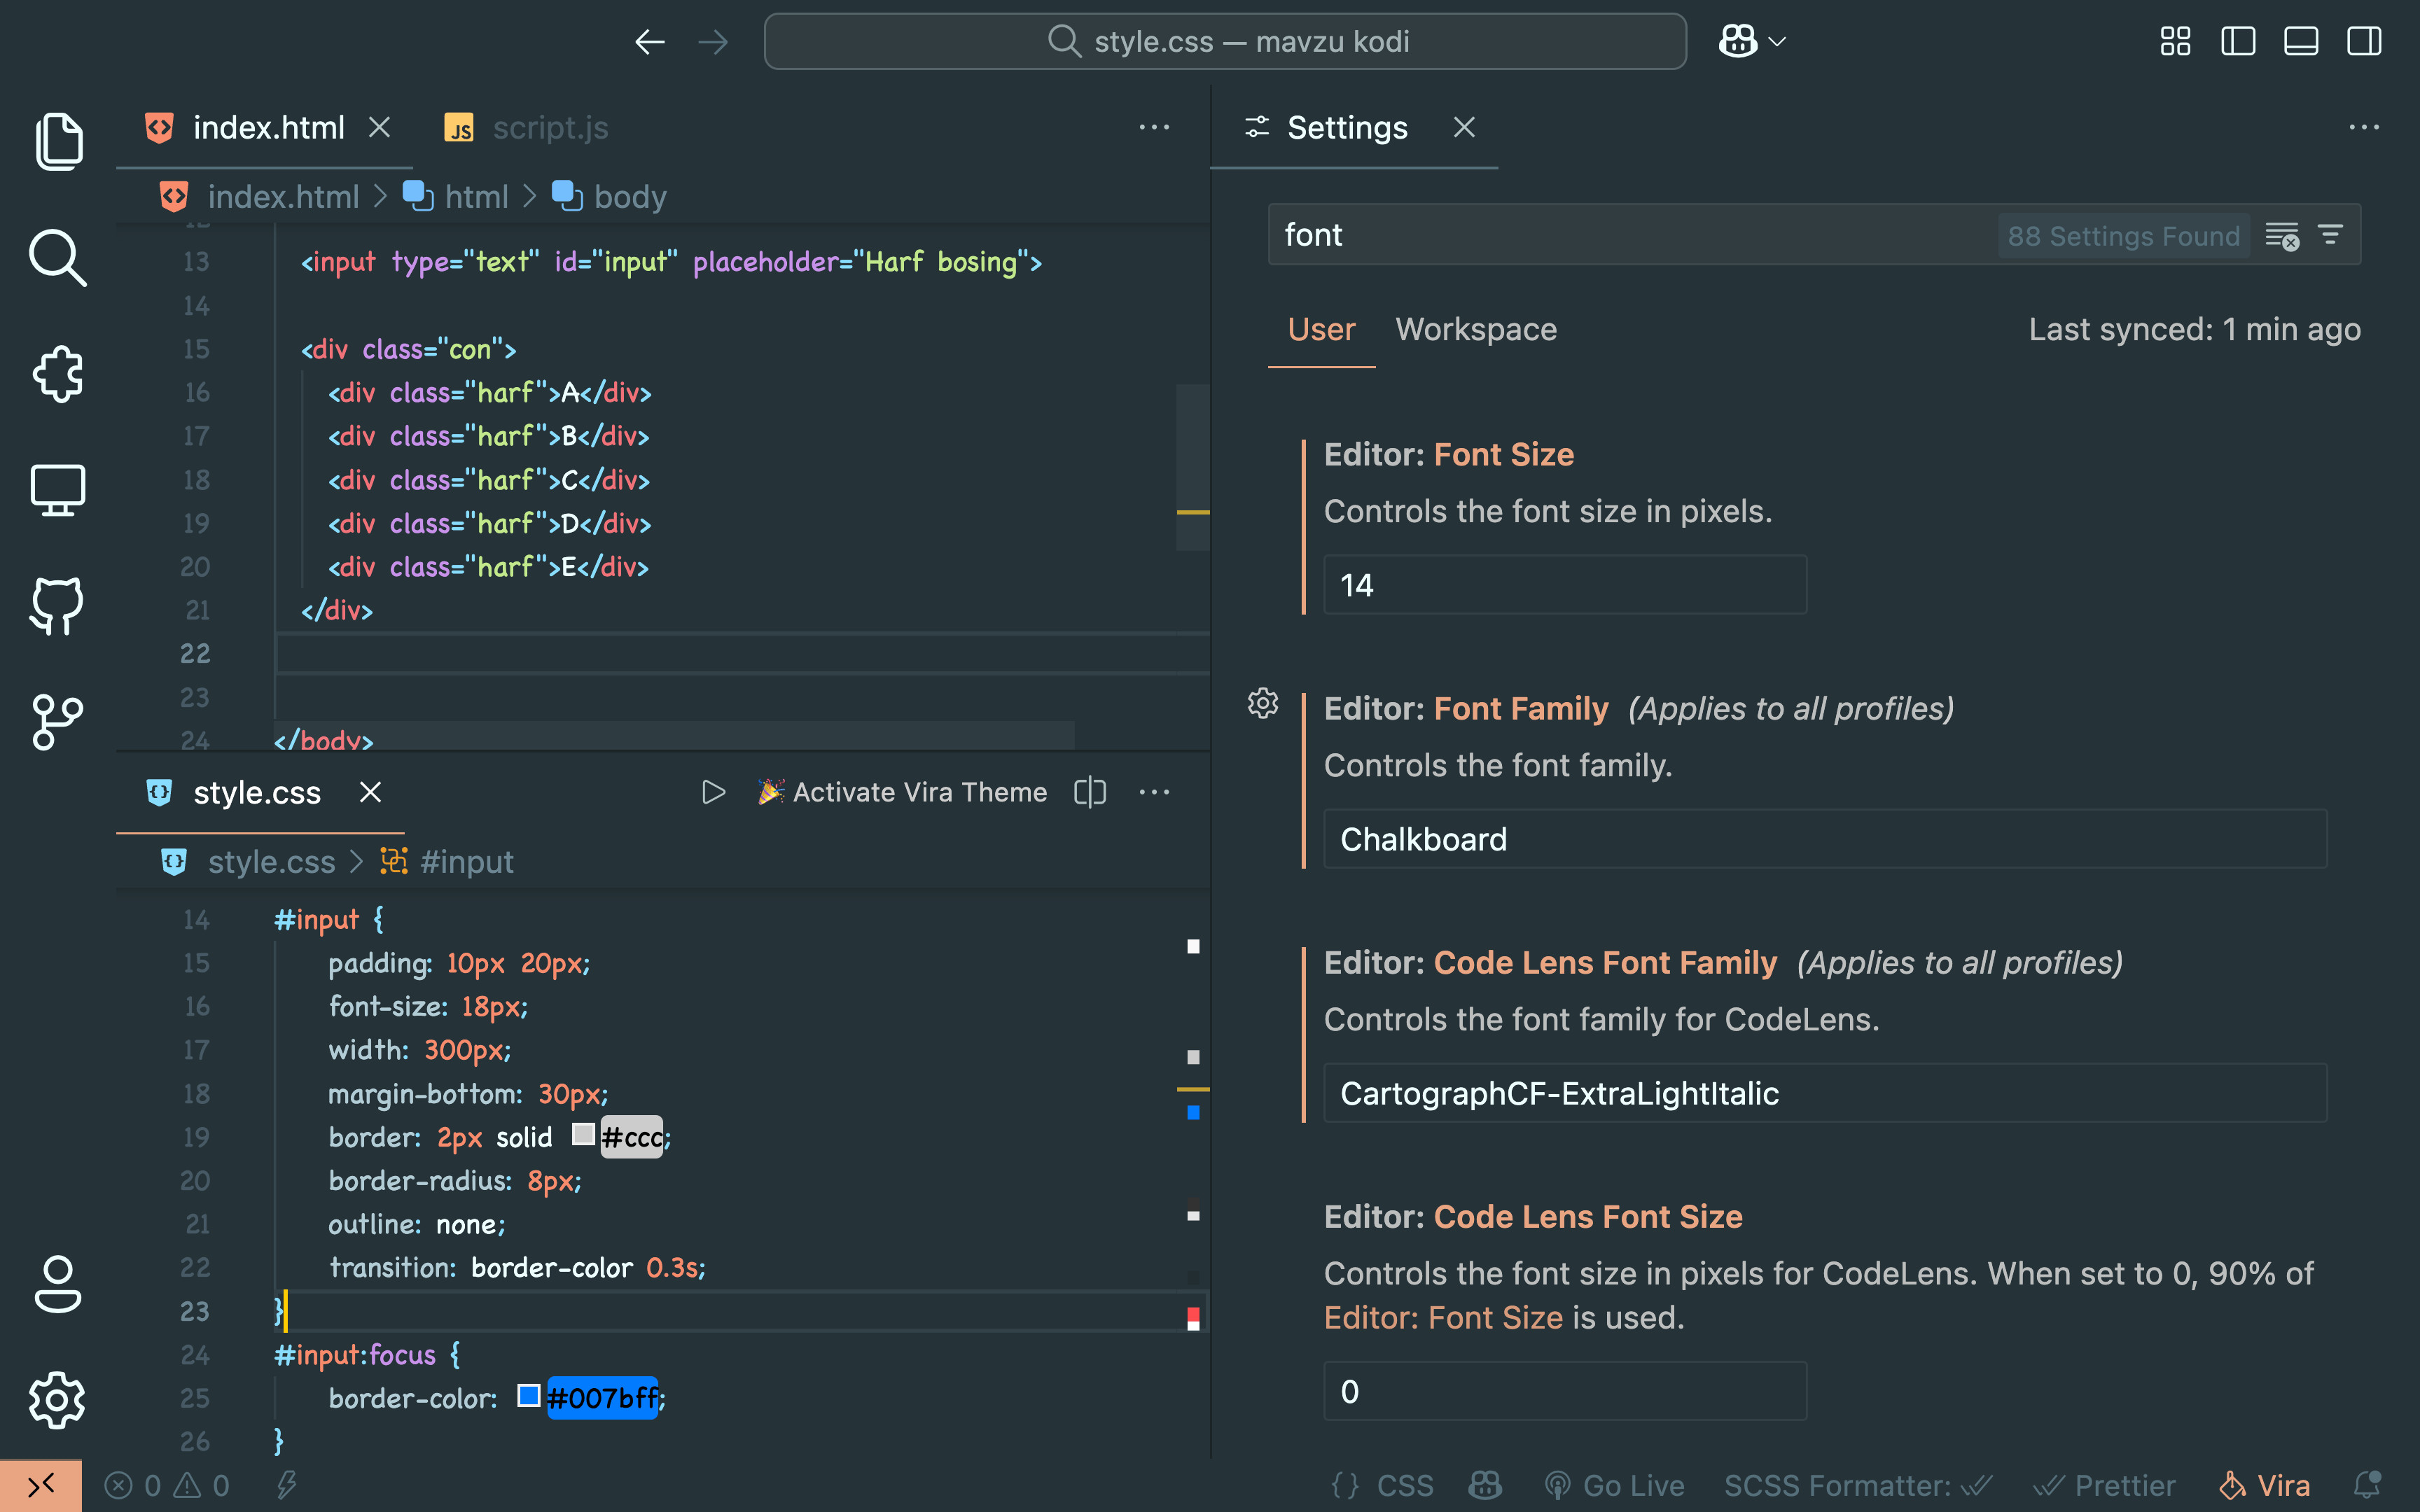 style.css — mavzu kodi
index.html
JS script.js
index.html > html > body
12
13 <input type="text" id="input" placeholder="Harf bosing">
14
15 <div class="con">
16 <div class="harf">A</div>
17 <div class="harf">B</div>
18 <div class="harf">C</div>
19 <div class="harf">D</div>
20 <div class="harf">E</div>
21 </div>
22
23
24 </body>
style.css
🎉 Activate Vira Theme
style.css > #input
14 #input {
15 padding: 10px 20px;
16 font-size: 18px;
17 width: 300px;
18 margin-bottom: 30px;
19 border: 2px solid #ccc;
20 border-radius: 8px;
21 outline: none;
22 transition: border-color 0.3s;
23 }
24 #input:focus {
25 border-color: #007bff;
26 }
Settings
font
88 Settings Found
User Workspace
Last synced: 1 min ago
Editor: Font Size
Controls the font size in pixels.
14
Editor: Font Family (Applies to all profiles)
Controls the font family.
Chalkboard
Editor: Code Lens Font Family (Applies to all profiles)
Controls the font family for CodeLens.
CartographCF-ExtraLightItalic
Editor: Code Lens Font Size
Controls the font size in pixels for CodeLens. When set to 0, 90% of
Editor: Font Size is used.
0
0 0
{} CSS
Go Live
SCSS Formatter:
Prettier
Vira